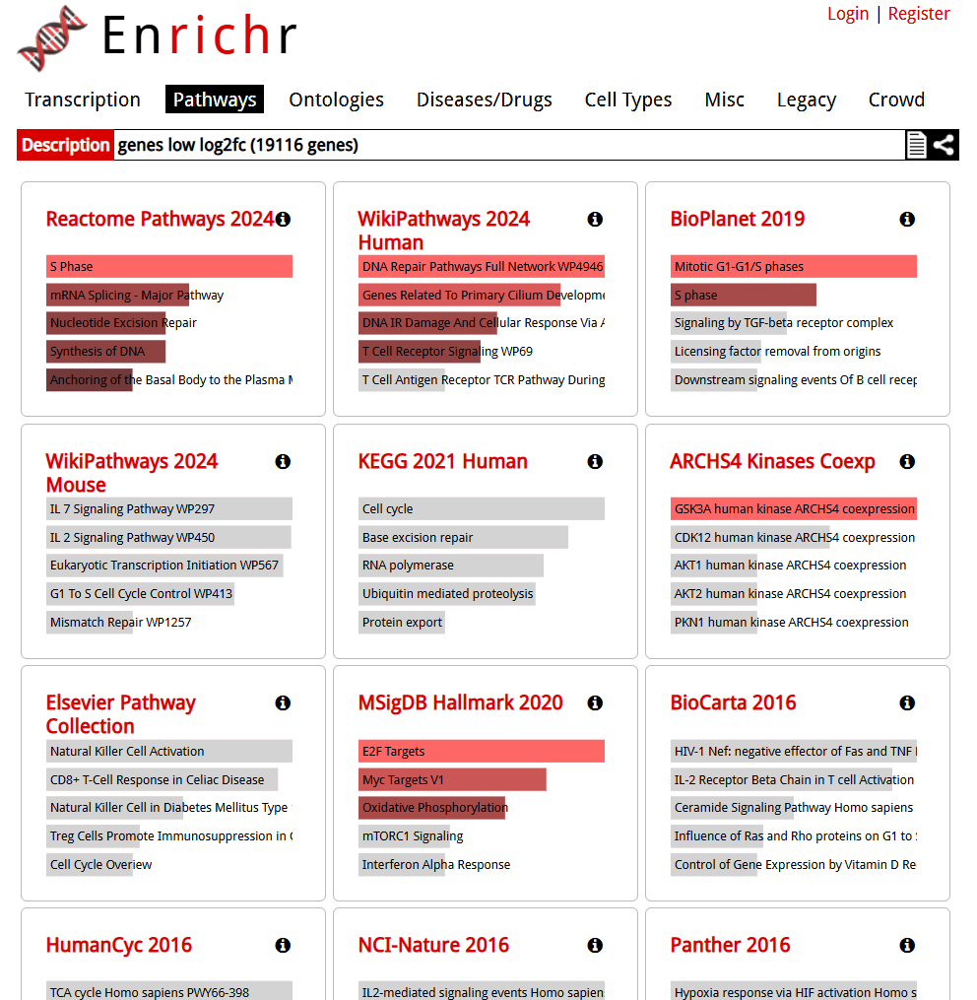 Login | Register
Enrichr
Transcription Pathways Ontologies Diseases/Drugs Cell Types Misc Legacy Crowd
Description genes low log2fc (19116 genes)
Reactome Pathways 2024
S Phase
mRNA Splicing - Major Pathway
Nucleotide Excision Repair
Synthesis of DNA
Anchoring of the Basal Body to the Plasma
WikiPathways 2024
Human
DNA Repair Pathways Full Network WP4946
Genes Related To Primary Cilium Developme
DNA IR Damage And Cellular Response Via A
T Cell Receptor Signaling WP69
T Cell Antigen Receptor TCR Pathway During
BioPlanet 2019
Mitotic G1-G1/S phases
S phase
Signaling by TGF-beta receptor complex
Licensing factor removal from origins
Downstream signaling events Of B cell recep
WikiPathways 2024
Mouse
IL 7 Signaling Pathway WP297
IL 2 Signaling Pathway WP450
Eukaryotic Transcription Initiation WP567
G1 To S Cell Cycle Control WP413
Mismatch Repair WP1257
KEGG 2021 Human
Cell cycle
Base excision repair
RNA polymerase
Ubiquitin mediated proteolysis
Protein export
ARCHS4 Kinases Coexp
GSK3A human kinase ARCHS4 coexpression
CDK12 human kinase ARCHS4 coexpression
AKT1 human kinase ARCHS4 coexpression
AKT2 human kinase ARCHS4 coexpression
PKN1 human kinase ARCHS4 coexpression
Elsevier Pathway
Collection
Natural Killer Cell Activation
CD8+ T-Cell Response in Celiac Disease
Natural Killer Cell in Diabetes Mellitus Type
Treg Cells Promote Immunosuppression in
Cell Cycle Overiew
MSigDB Hallmark 2020
E2F Targets
Myc Targets V1
Oxidative Phosphorylation
mTORC1 Signaling
Interferon Alpha Response
BioCarta 2016
HIV-1 Nef: negative effector of Fas and TNF
IL-2 Receptor Beta Chain in T cell Activation
Ceramide Signaling Pathway Homo sapiens
Influence of Ras and Rho proteins on G1 to
Control of Gene Expression by Vitamin D Re
HumanCyc 2016
TCA cycle Homo sapiens PWY66-398
NCI-Nature 2016
IL2-mediated signaling events Homo sapien
Panther 2016
Hypoxia response via HIF activation Homo s